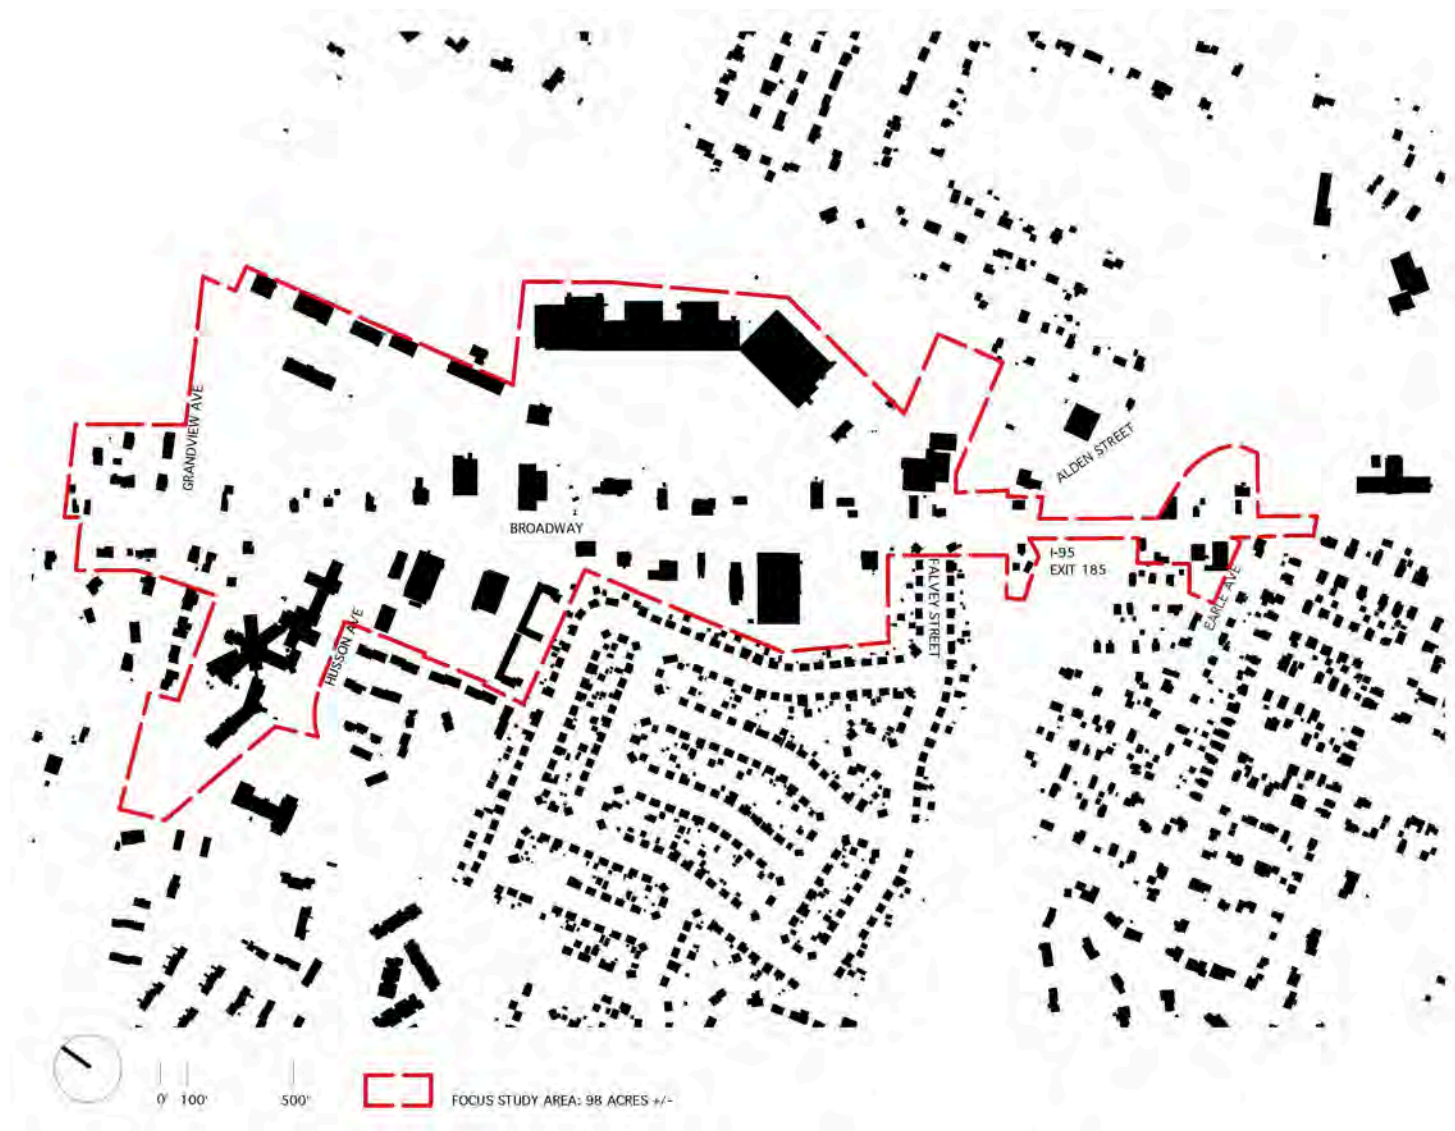 GRANDVIEW AVE
ALDEN STREET
BROADWAY
I-95
EXIT 185
FALVEY STREET
EARLE AVE
HUSSON AVE
0' 100' 500'
FOCUS STUDY AREA: 98 ACRES +/-